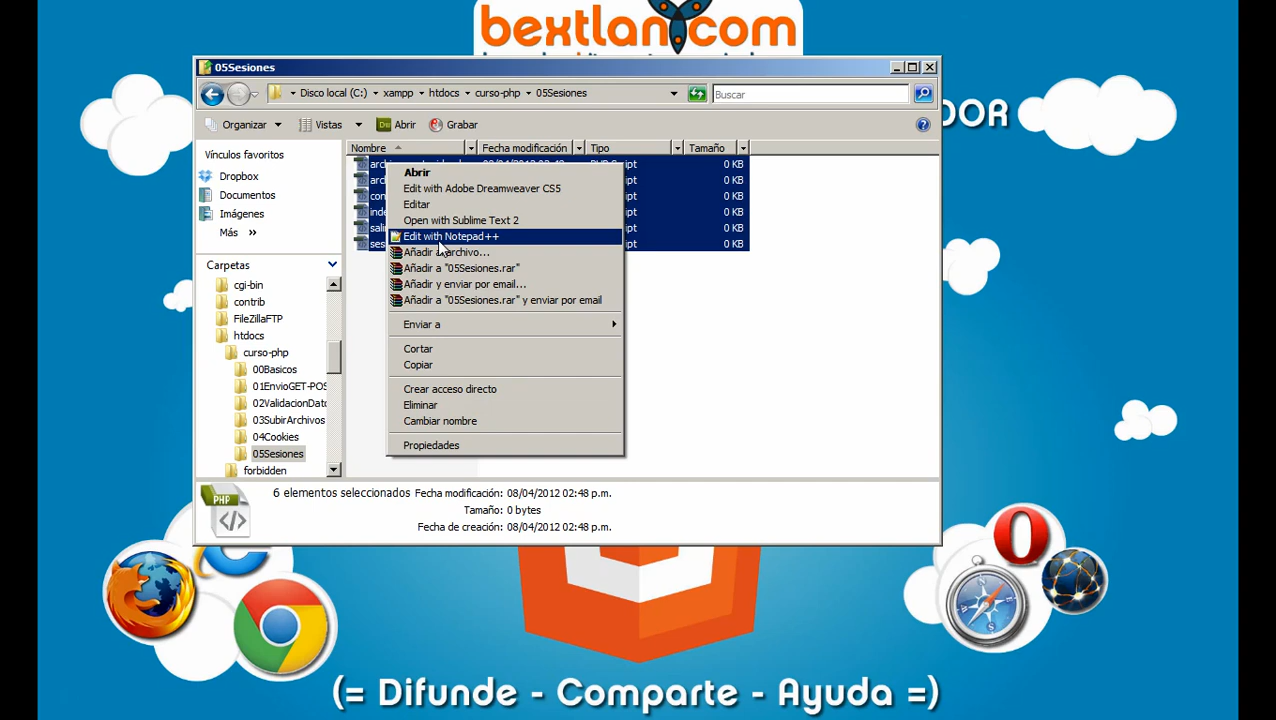 bextlan.com
05Sesiones
Disco local (C:) xampp htdocs curso-php 05Sesiones
Buscar
DOR
Organizar Vistas Abrir Grabar
Vínculos favoritos
Dropbox
Documentos
Imágenes
Más »
Carpetas
cgi-bin
contrib
FileZillaFTP
htdocs
curso-php
00Basicos
01EnvioGET-POS
02ValidacionDato
03SubirArchivos
04Cookies
05Sesiones
forbidden
Nombre Fecha modificación Tipo Tamaño
0 KB
0 KB
0 KB
0 KB
0 KB
0 KB
Abrir
Edit with Adobe Dreamweaver CS5
Editar
Open with Sublime Text 2
Edit with Notepad++
Añadir a archivo...
Añadir a "05Sesiones.rar"
Añadir y enviar por email...
Añadir a "05Sesiones.rar" y enviar por email
Enviar a
Cortar
Copiar
Crear acceso directo
Eliminar
Cambiar nombre
Propiedades
PHP
6 elementos seleccionados Fecha modificación: 08/04/2012 02:48 p.m.
Tamaño: 0 bytes
Fecha de creación: 08/04/2012 02:48 p.m.
(= Difunde - Comparte - Ayuda =)